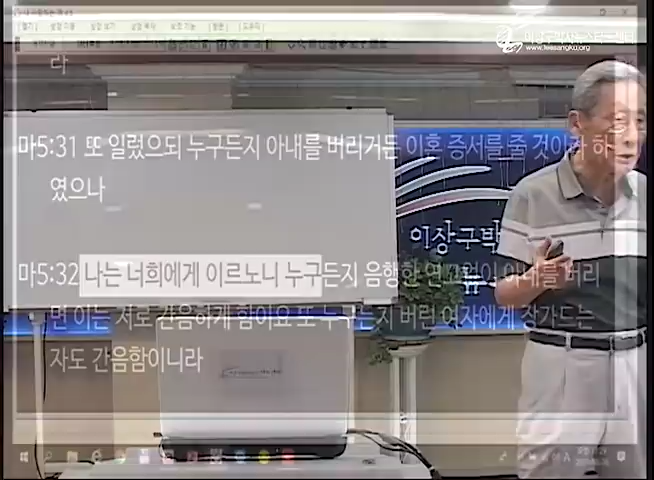 www.leesangku.org
라
마5:31 또 일렀으되 누구든지 아내를 버리거든 이혼 증서를 줄 것이라 하
였으나
이상구박
마5:32 나는 너희에게 이르노니 누구든지 음행한 연고없이 아내를 버리
면 이는 저로 간음하게 함이요 또 누구든지 버린 여자에게 장가드는
자도 간음함이니라